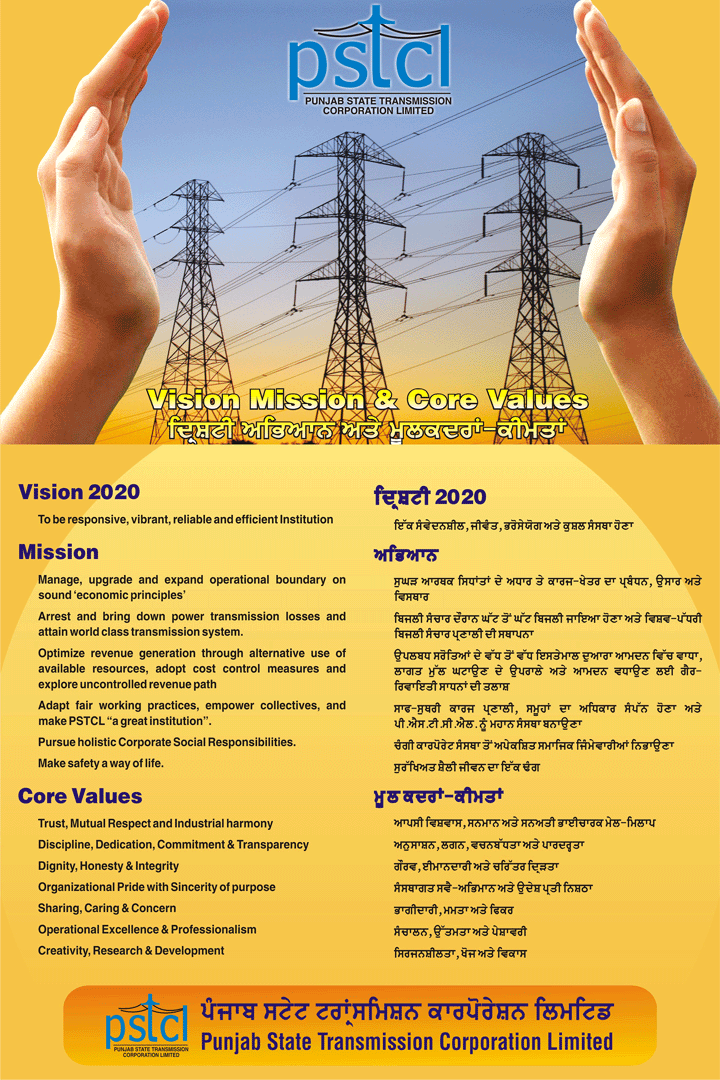 pstcl
PUNJAB STATE TRANSMISSION
CORPORATION LIMITED
Vision Mission & Core Values
ਦ੍ਰਿਸ਼ਟੀ ਅਭਿਆਨ ਅਤੇ ਮੂਲਕਦਰਾਂ-ਕੀਮਤਾਂ
Vision 2020
To be responsive, vibrant, reliable and efficient Institution
Mission
Manage, upgrade and expand operational boundary on
sound ‘economic principles’
Arrest and bring down power transmission losses and
attain world class transmission system.
Optimize revenue generation through alternative use of
available resources, adopt cost control measures and
explore uncontrolled revenue path
Adapt fair working practices, empower collectives, and
make PSTCL “a great institution”.
Pursue holistic Corporate Social Responsibilities.
Make safety a way of life.
Core Values
Trust, Mutual Respect and Industrial harmony
Discipline, Dedication, Commitment & Transparency
Dignity, Honesty & Integrity
Organizational Pride with Sincerity of purpose
Sharing, Caring & Concern
Operational Excellence & Professionalism
Creativity, Research & Development
ਦ੍ਰਿਸ਼ਟੀ 2020
ਇੱਕ ਸੰਵੇਦਨਸ਼ੀਲ, ਜੀਵੰਤ, ਭਰੋਸੇਯੋਗ ਅਤੇ ਕੁਸ਼ਲ ਸੰਸਥਾ ਹੋਣਾ
ਅਭਿਆਨ
ਸੁਘੜ ਆਰਥਕ ਸਿਧਾਂਤਾਂ ਦੇ ਅਧਾਰ ਤੇ ਕਾਰਜ-ਖੇਤਰ ਦਾ ਪ੍ਰਬੰਧਨ, ਉਸਾਰ ਅਤੇ
ਵਿਸਥਾਰ
ਬਿਜਲੀ ਸੰਚਾਰ ਦੌਰਾਨ ਘੱਟ ਤੋਂ ਘੱਟ ਬਿਜਲੀ ਜਾਇਆ ਹੋਣਾ ਅਤੇ ਵਿਸ਼ਵ-ਪੱਧਰੀ
ਬਿਜਲੀ ਸੰਚਾਰ ਪ੍ਰਣਾਲੀ ਦੀ ਸਥਾਪਨਾ
ਉਪਲਬਧ ਸਰੋਤਿਆਂ ਦੇ ਵੱਧ ਤੋਂ ਵੱਧ ਇਸਤੇਮਾਲ ਦੁਆਰਾ ਆਮਦਨ ਵਿੱਚ ਵਾਧਾ,
ਲਾਗਤ ਮੁੱਲ ਘਟਾਉਣ ਦੇ ਉਪਰਾਲੇ ਅਤੇ ਆਮਦਨ ਵਧਾਉਣ ਲਈ ਗੈਰ-
ਰਿਵਾਇਤੀ ਸਾਧਨਾਂ ਦੀ ਤਲਾਸ਼
ਸਾਫ-ਸੁਥਰੀ ਕਾਰਜ ਪ੍ਰਣਾਲੀ, ਸਮੂਹਾਂ ਦਾ ਅਧਿਕਾਰ ਸੰਪੰਨ ਹੋਣਾ ਅਤੇ
ਪੀ.ਐਸ.ਟੀ.ਸੀ.ਐਲ. ਨੂੰ ਮਹਾਨ ਸੰਸਥਾ ਬਨਾਉਣਾ
ਚੰਗੀ ਕਾਰਪੋਰੇਟ ਸੰਸਥਾ ਤੋਂ ਅਪੇਕਸ਼ਿਤ ਸਮਾਜਿਕ ਜਿੰਮੇਵਾਰੀਆਂ ਨਿਭਾਉਣਾ
ਸੁਰੱਖਿਅਤ ਸ਼ੈਲੀ ਜੀਵਨ ਦਾ ਇੱਕ ਢੰਗ
ਮੂਲ ਕਦਰਾਂ-ਕੀਮਤਾਂ
ਆਪਸੀ ਵਿਸ਼ਵਾਸ, ਸਨਮਾਨ ਅਤੇ ਸਨਅਤੀ ਭਾਈਚਾਰਕ ਮੇਲ-ਮਿਲਾਪ
ਅਨੁਸਾਸ਼ਨ, ਲਗਨ, ਵਚਨਬੱਧਤਾ ਅਤੇ ਪਾਰਦਰ੍ਸ਼ਤਾ
ਗੌਰਵ, ਈਮਾਨਦਾਰੀ ਅਤੇ ਚਰਿੱਤਰ ਦ੍ਰਿੜਤਾ
ਸੰਸਥਾਗਤ ਸਵੈ-ਅਭਿਮਾਨ ਅਤੇ ਉਦੇਸ਼ ਪ੍ਰਤੀ ਨਿਸ਼ਠਾ
ਭਾਗੀਦਾਰੀ, ਮਮਤਾ ਅਤੇ ਫਿਕਰ
ਸੰਚਾਲਨ, ਉੱਤਮਤਾ ਅਤੇ ਪੇਸ਼ਾਵਰੀ
ਸਿਰਜਨਸ਼ੀਲਤਾ, ਖੋਜ ਅਤੇ ਵਿਕਾਸ
pstcl
PUNJAB STATE TRANSMISSION
CORPORATION LIMITED
ਪੰਜਾਬ ਸਟੇਟ ਟਰਾਂਸਮਿਸ਼ਨ ਕਾਰਪੋਰੇਸ਼ਨ ਲਿਮਟਿਡ
Punjab State Transmission Corporation Limited